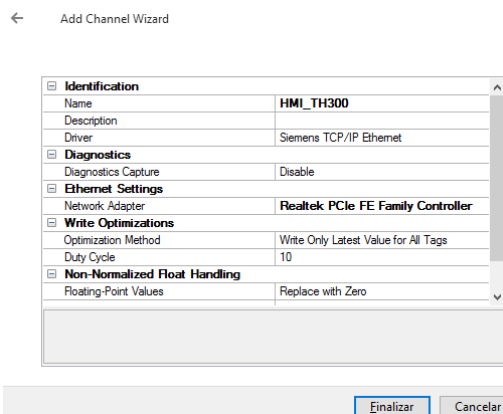 Add Channel Wizard
Identification
Name HMI_TH300
Description
Driver Siemens TCP/IP Ethernet
Diagnostics
Diagnostics Capture Disable
Ethernet Settings
Network Adapter Realtek PCIe FE Family Controller
Write Optimizations
Optimization Method Write Only Latest Value for All Tags
Duty Cycle 10
Non-Normalized Float Handling
Floating-Point Values Replace with Zero
Finalizar Cancelar